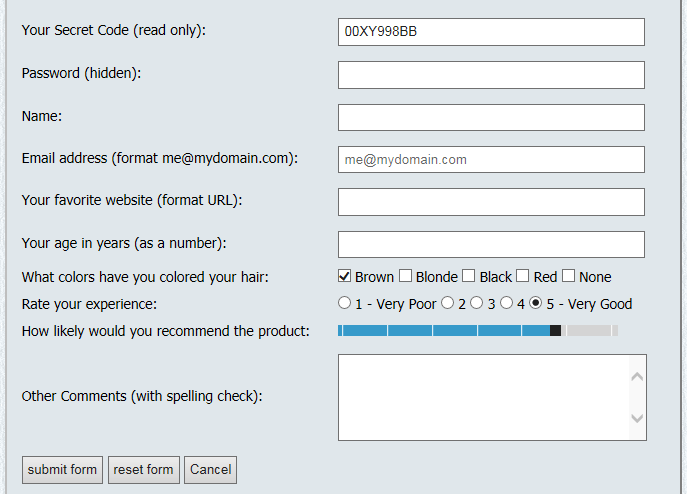 Your Secret Code (read only): 00XY998BB
Password (hidden):
Name:
Email address (format me@mydomain.com): me@mydomain.com
Your favorite website (format URL):
Your age in years (as a number):
What colors have you colored your hair: Brown Blonde Black Red None
Rate your experience: 1 - Very Poor 2 3 4 5 - Very Good
How likely would you recommend the product:
Other Comments (with spelling check):
submit form reset form Cancel